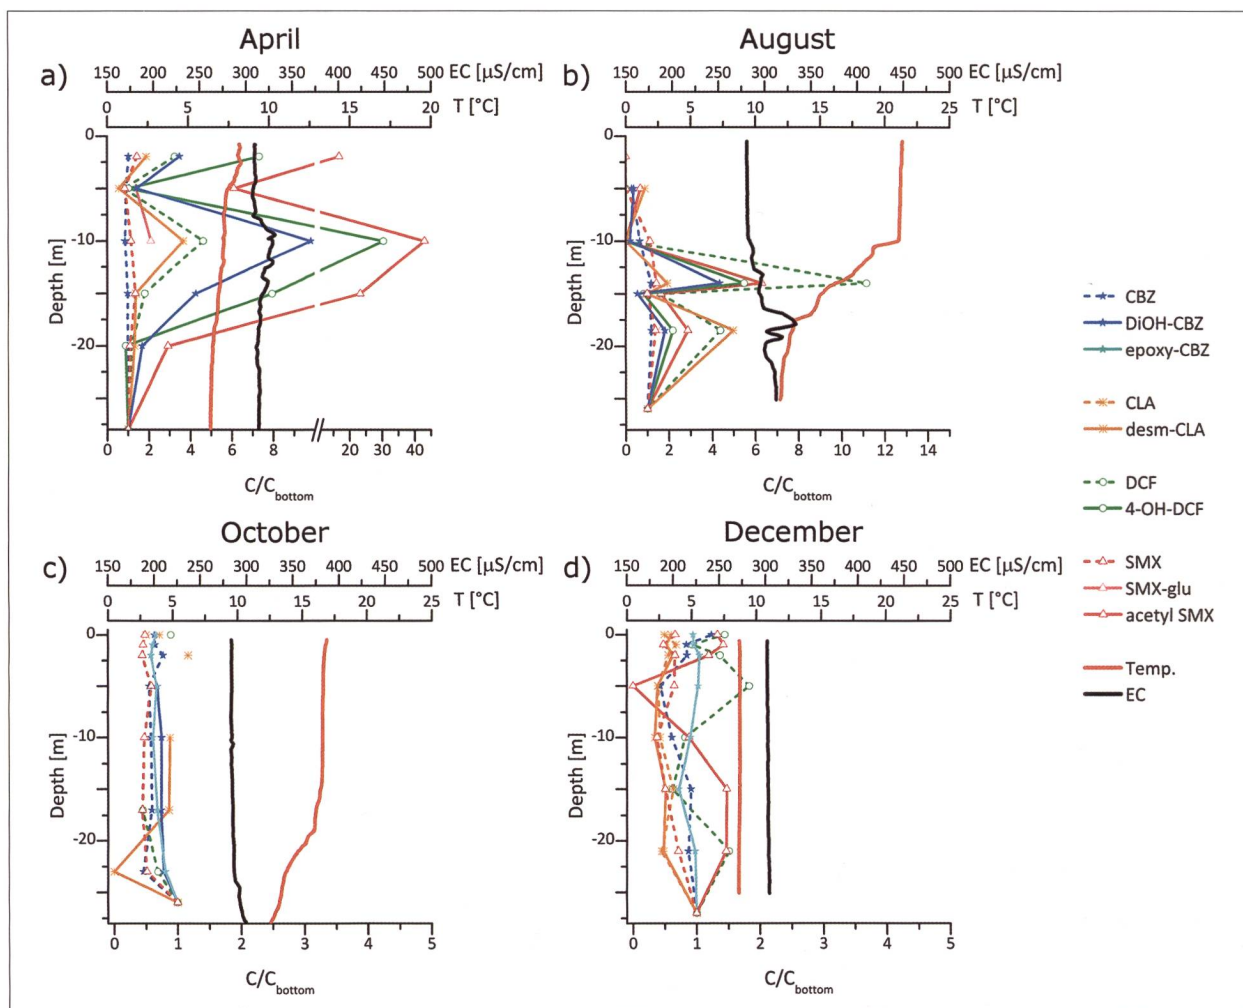 April
a)
150 200 250 300 350 400 450 500 EC [µS/cm]
0 5 10 15 20 T [°C]
0
-10
-20
Depth [m]
0 2 4 6 8 20 30 40
C/Cbottom
August
b)
150 200 250 300 350 400 450 500 EC [µS/cm]
0 5 10 15 20 25 T [°C]
0
-10
-20
Depth [m]
0 2 4 6 8 10 12 14
C/Cbottom
CBZ
DiOH-CBZ
epoxy-CBZ
CLA
desm-CLA
DCF
4-OH-DCF
SMX
SMX-glu
acetyl SMX
Temp.
EC
October
c)
150 200 250 300 350 400 450 500 EC [µS/cm]
0 5 10 15 20 25 T [°C]
0
-10
-20
Depth [m]
0 1 2 3 4 5
C/Cbottom
December
d)
150 200 250 300 350 400 450 500 EC [µS/cm]
0 5 10 15 20 25 T [°C]
0
-10
-20
Depth [m]
0 1 2 3 4 5
C/Cbottom